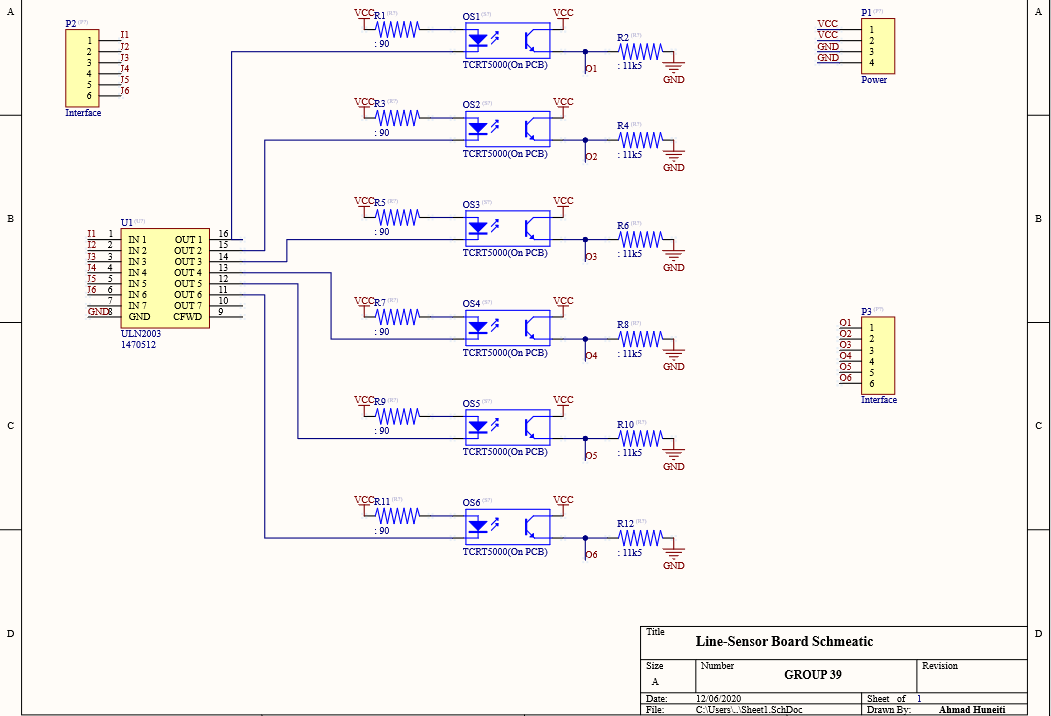 A
A
B
B
C
C
D
D
P2
1 J1
2 J2
3 J3
4 J4
5 J5
6 J6
Interface
P1
VCC 1
VCC 2
GND 3
GND 4
Power
VCC R1
: 90
OS1
VCC
TCRT5000(On PCB)
O1
R2
: 11k5
GND
VCC R3
: 90
OS2
VCC
TCRT5000(On PCB)
O2
R4
: 11k5
GND
VCC R5
: 90
OS3
VCC
TCRT5000(On PCB)
O3
R6
: 11k5
GND
U1
J1 1 IN 1 OUT 1 16
J2 2 IN 2 OUT 2 15
J3 3 IN 3 OUT 3 14
J4 4 IN 4 OUT 4 13
J5 5 IN 5 OUT 5 12
J6 6 IN 6 OUT 6 11
7 IN 7 OUT 7 10
GND 8 GND CFWD 9
ULN2003
1470512
VCC R7
: 90
OS4
VCC
TCRT5000(On PCB)
O4
R8
: 11k5
GND
P3
O1 1
O2 2
O3 3
O4 4
O5 5
O6 6
Interface
VCC R9
: 90
OS5
VCC
TCRT5000(On PCB)
O5
R10
: 11k5
GND
VCC R11
: 90
OS6
VCC
TCRT5000(On PCB)
O6
R12
: 11k5
GND
Title
Line-Sensor Board Schmeatic
Size
A
Number
GROUP 39
Revision
Date: 12/06/2020 Sheet of 1
File: C:\Users\..\Sheet1.SchDoc Drawn By: Ahmad Huneiti